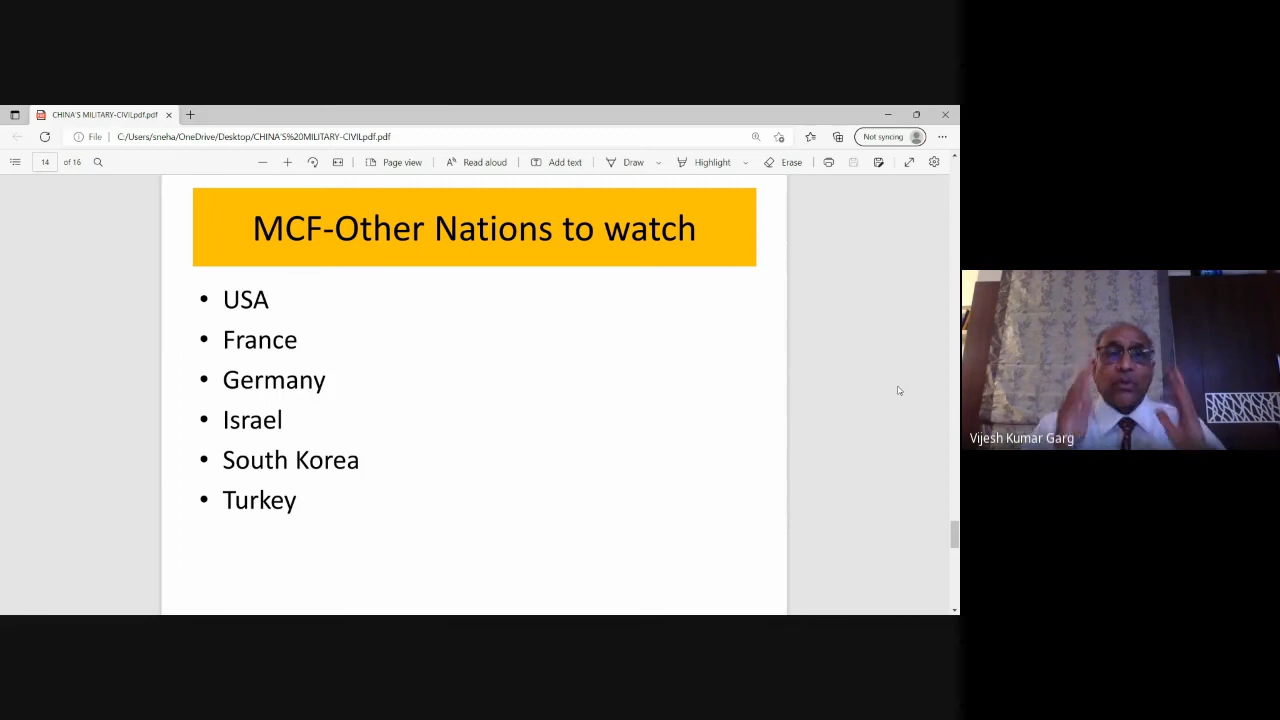 CHINA'S MILITARY-CIVILpdf.pdf
File C:/Users/sneha/OneDrive/Desktop/CHINA'S%20MILITARY-CIVILpdf.pdf Not syncing
14 of 16 Page view Read aloud Add text Draw Highlight Erase
MCF-Other Nations to watch
• USA
• France
• Germany
• Israel
• South Korea
• Turkey
Vijesh Kumar Garg